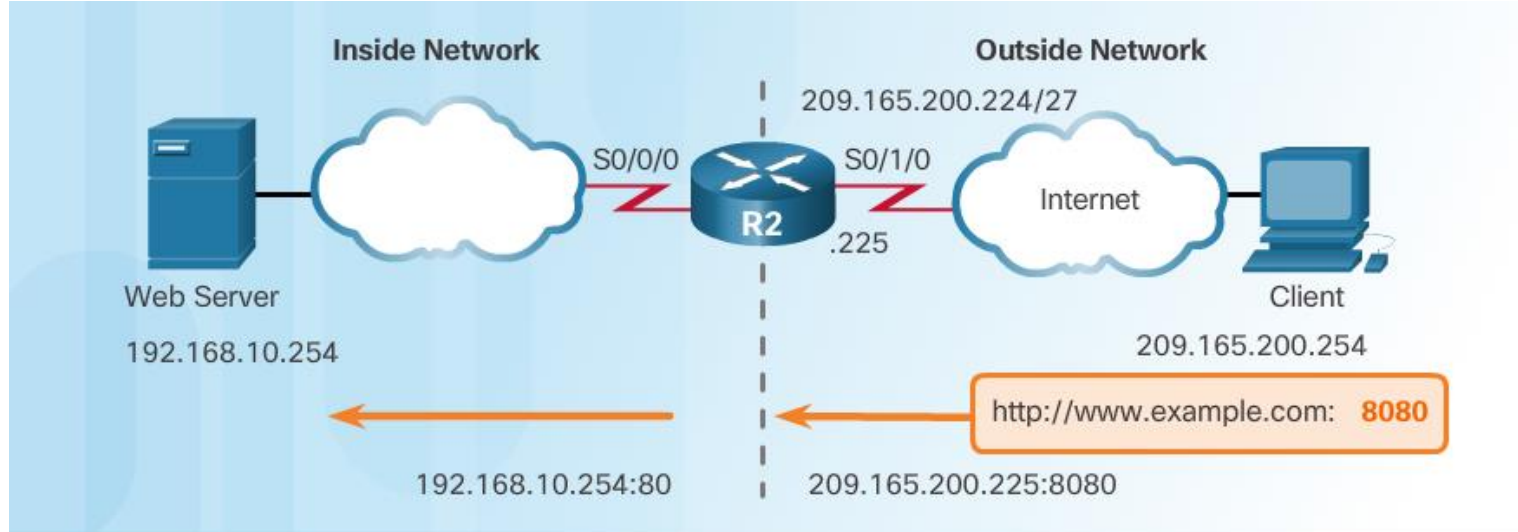 Inside Network
Outside Network
209.165.200.224/27
S0/0/0
S0/1/0
Internet
R2
.225
Web Server
Client
192.168.10.254
209.165.200.254
http://www.example.com: 8080
192.168.10.254:80
209.165.200.225:8080